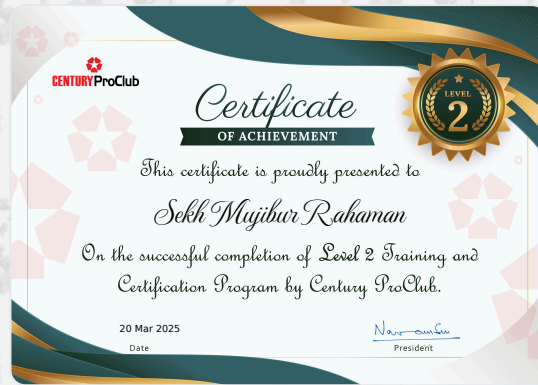 CENTURY ProClub
Certificate
OF ACHIEVEMENT
LEVEL
2
This certificate is proudly presented to
Sekh Mujibur Rahaman
On the successful completion of Level 2 Training and
Certification Program by Century ProClub.
20 Mar 2025
Date
President